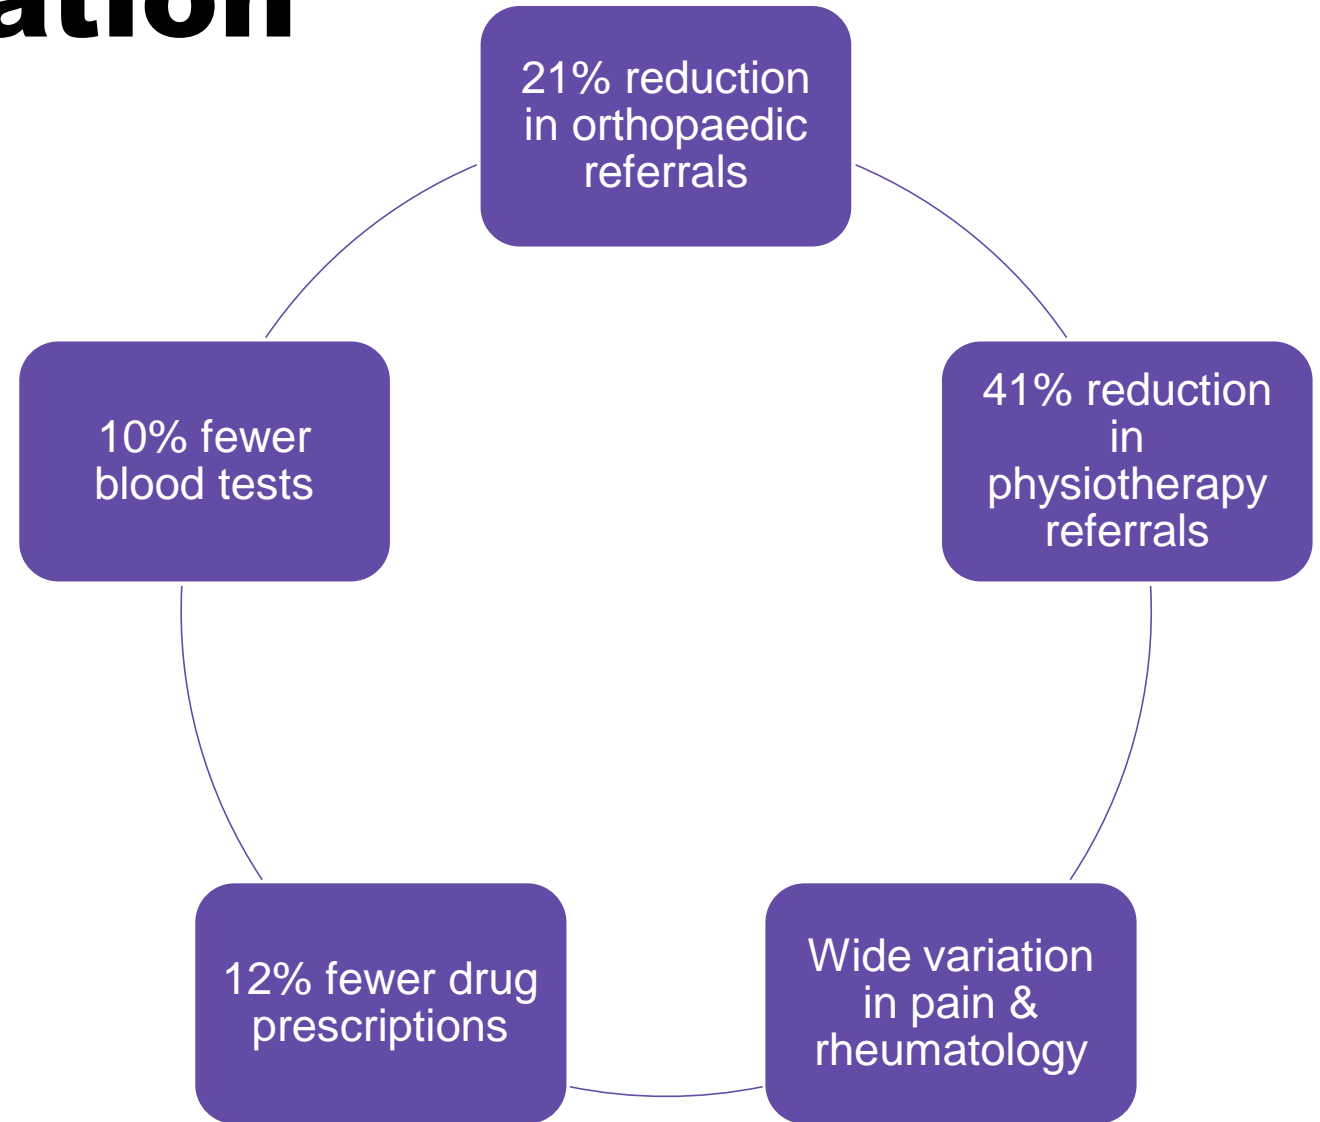 ation
21% reduction
in orthopaedic
referrals
41% reduction
in
physiotherapy
referrals
Wide variation
in pain &
rheumatology
12% fewer drug
prescriptions
10% fewer
blood tests